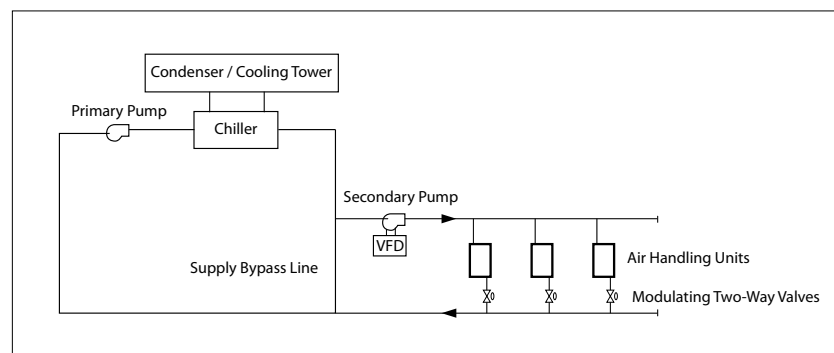 Condenser / Cooling Tower
Primary Pump
Chiller
Secondary Pump
VFD
Supply Bypass Line
Air Handling Units
Modulating Two-Way Valves